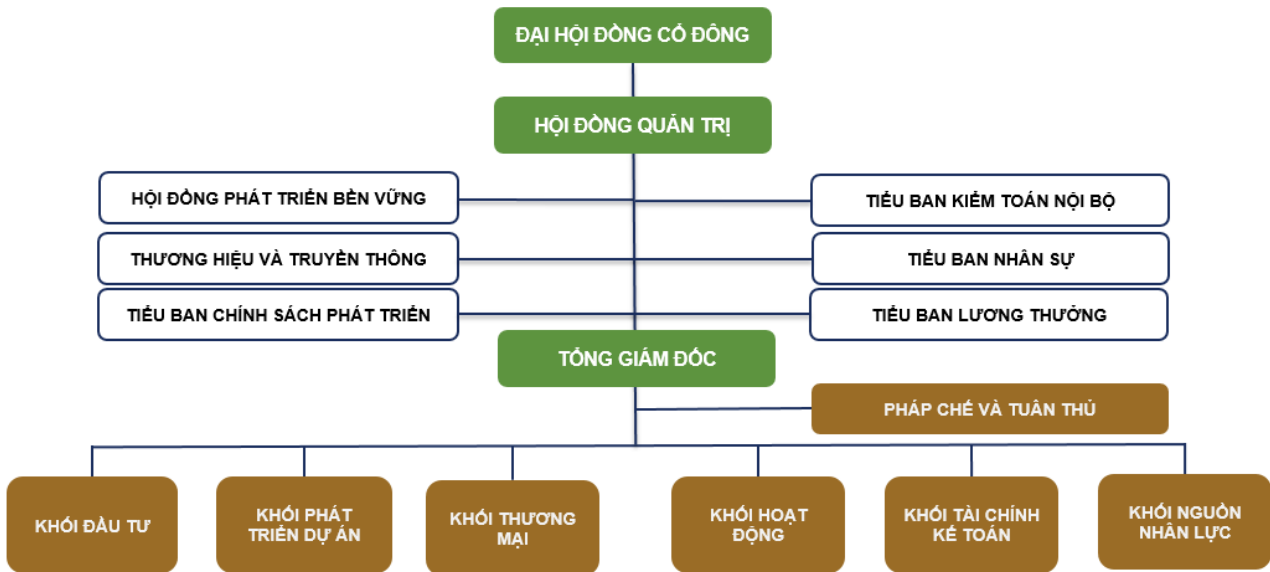 ĐẠI HỘI ĐỒNG CỔ ĐÔNG
HỘI ĐỒNG QUẢN TRỊ
HỘI ĐỒNG PHÁT TRIỂN BỀN VỮNG
TIỂU BAN KIỂM TOÁN NỘI BỘ
THƯƠNG HIỆU VÀ TRUYỀN THÔNG
TIỂU BAN NHÂN SỰ
TIỂU BAN CHÍNH SÁCH PHÁT TRIỂN
TIỂU BAN LƯƠNG THƯỞNG
TỔNG GIÁM ĐỐC
PHÁP CHẾ VÀ TUÂN THỦ
KHỐI ĐẦU TƯ
KHỐI PHÁT
TRIỂN DỰ ÁN
KHỐI THƯƠNG
MẠI
KHỐI HOẠT
ĐỘNG
KHỐI TÀI CHÍNH
KẾ TOÁN
KHỐI NGUỒN
NHÂN LỰC